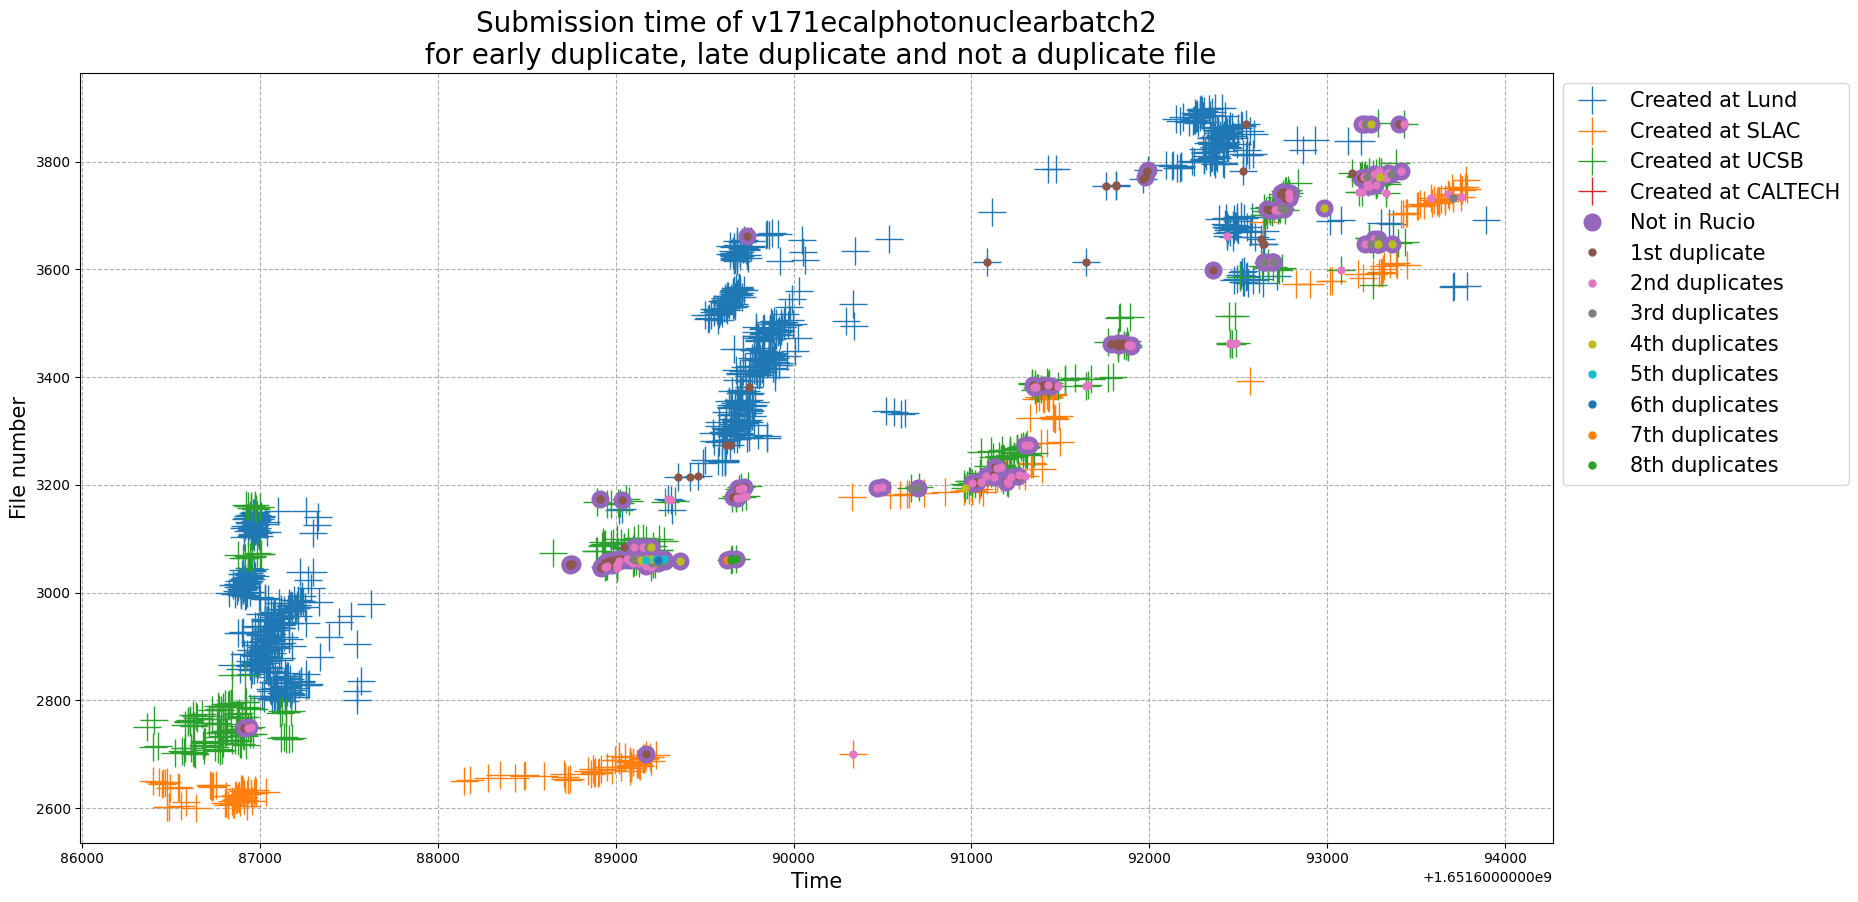 Submission time of v171ecalphotonuclearbatch2
for early duplicate, late duplicate and not a duplicate file
File number
3800
3600
3400
3200
3000
2800
2600
86000
87000
88000
89000
90000
91000
92000
93000
94000
+1.6516000000e9
Time
Created at Lund
Created at SLAC
Created at UCSB
Created at CALTECH
Not in Rucio
1st duplicate
2nd duplicates
3rd duplicates
4th duplicates
5th duplicates
6th duplicates
7th duplicates
8th duplicates